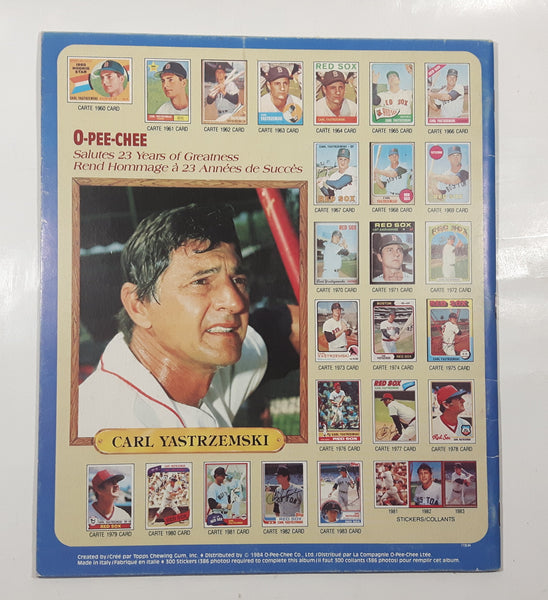 CARTE 1960 CARD
CARTE 1961 CARD
CARTE 1962 CARD
CARTE 1963 CARD
CARTE 1964 CARD
CARTE 1965 CARD
CARTE 1966 CARD
O-PEE-CHEE
Salutes 23 Years of Greatness
Rend Hommage à 23 Années de Succès
CARTE 1967 CARD
CARTE 1968 CARD
CARTE 1969 CARD
CARTE 1970 CARD
CARTE 1971 CARD
CARTE 1972 CARD
CARTE 1973 CARD
CARTE 1974 CARD
CARTE 1975 CARD
CARTE 1976 CARD
CARTE 1977 CARD
CARTE 1978 CARD
CARL YASTRZEMSKI
CARTE 1979 CARD
CARTE 1980 CARD
CARTE 1981 CARD
CARTE 1982 CARD
CARTE 1983 CARD
1981 1982 1983
STICKERS/COLLANTS
Created by/Crée par Topps Chewing Gum, Inc. ♦ Distributed by © 1984 O-Pee-Chee Co., Ltd./Distribué par La Compagnie O-Pee-Chee Ltée.
Made in Italy/Fabriqué en Italie ♦ 300 Stickers (386 photos) required to complete this album/Il faut 300 collants (386 photos) pour remplir cet album.